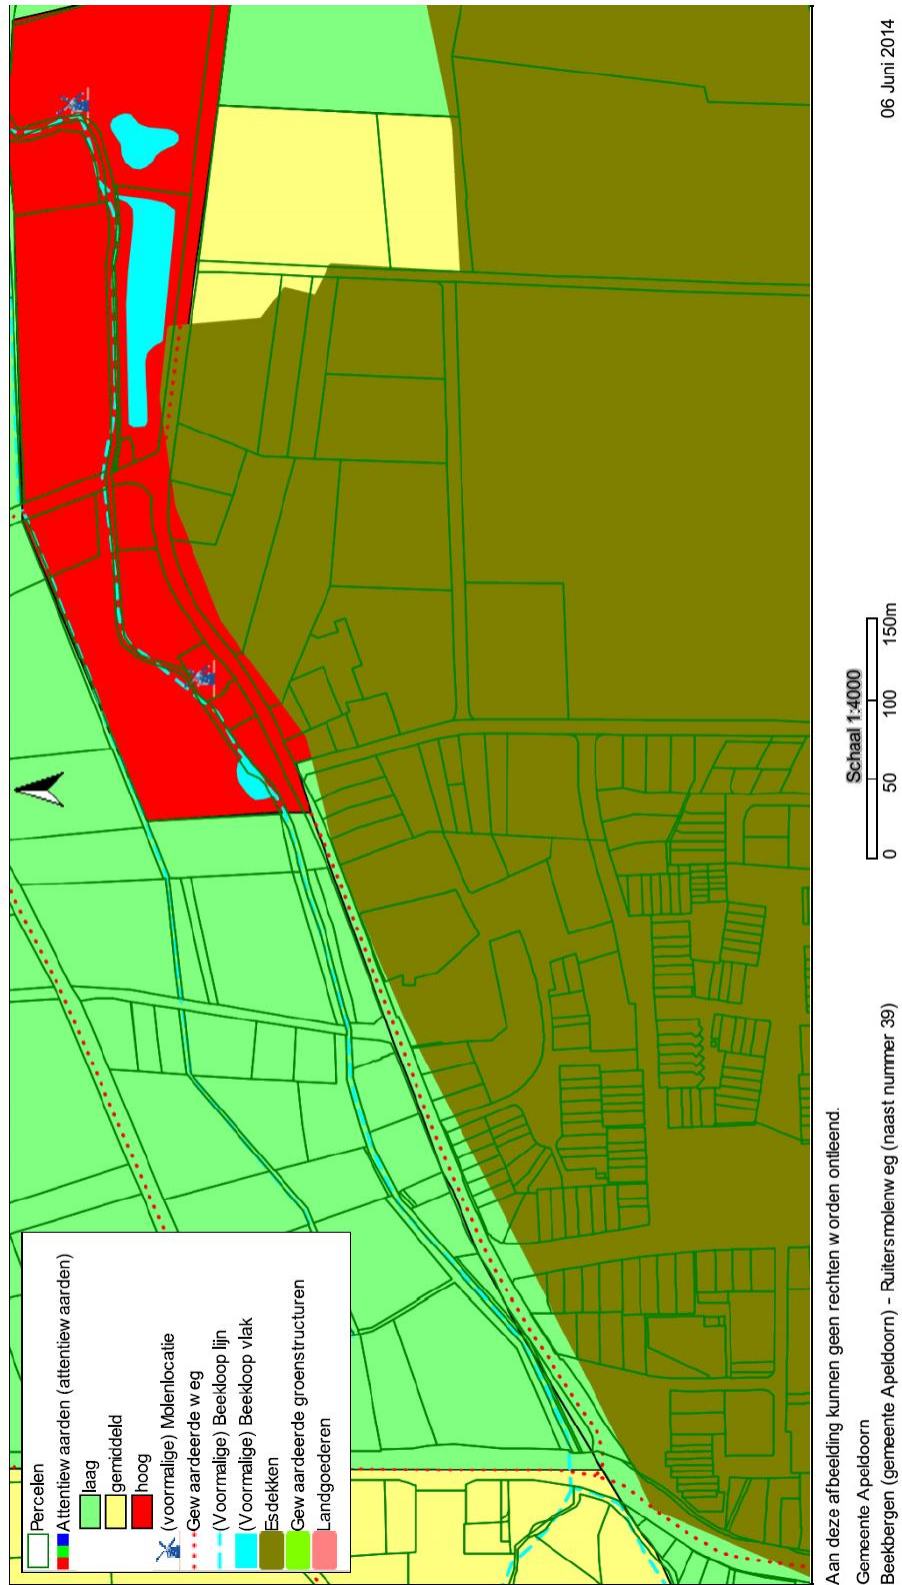 Percelen
Attentiew aarden (attentiew aarden)
laag
gemiddeld
hoog
(voormalige) Molenlocatie
Gew aardeerde w eg
(Voormalige) Beekloop lijn
(Voormalige) Beekloop vlak
Esdekken
Gew aardeerde groenstructuren
Landgoederen
Aan deze afbeelding kunnen geen rechten w orden ontleend.
Gemeente Apeldoorn
Beekbergen (gemeente Apeldoorn) - Ruitersmolenw eg (naast nummer 39)
Schaal 1:4000
0 50 100 150m
06 Juni 2014